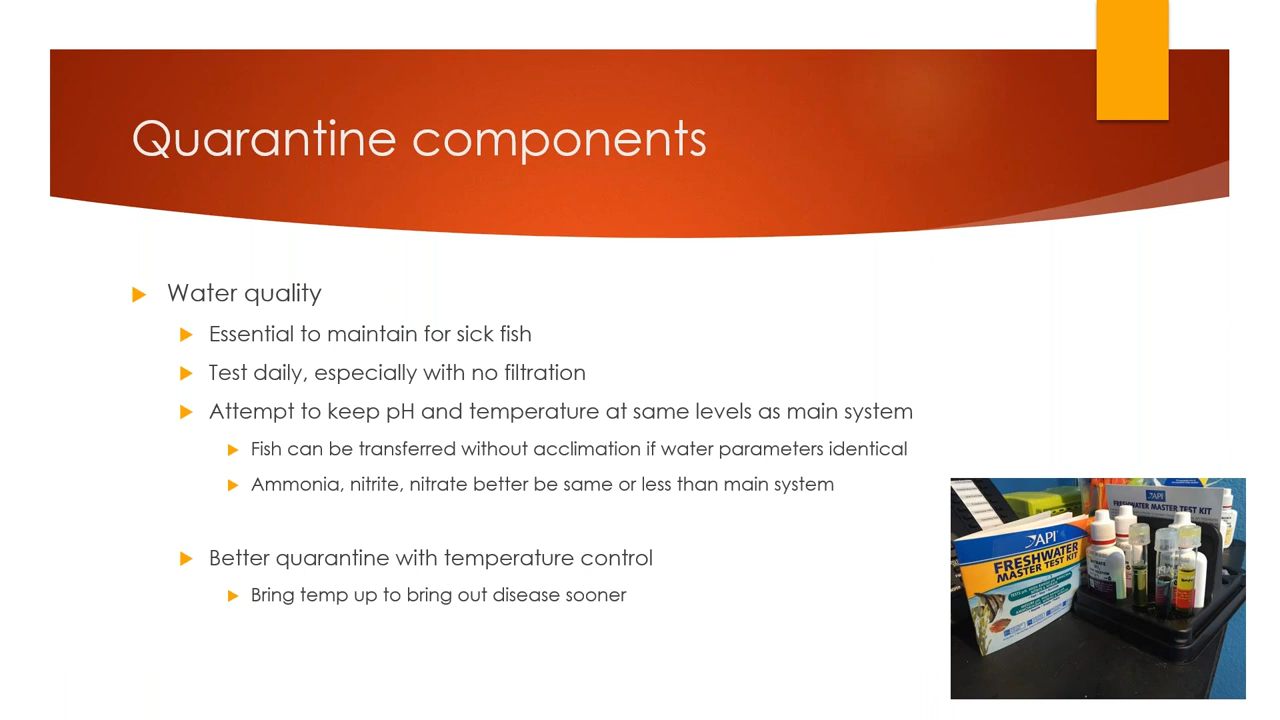 Quarantine components
Water quality
Essential to maintain for sick fish
Test daily, especially with no filtration
Attempt to keep pH and temperature at same levels as main system
Fish can be transferred without acclimation if water parameters identical
Ammonia, nitrite, nitrate better be same or less than main system
Better quarantine with temperature control
Bring temp up to bring out disease sooner
API
FRESHWATER MASTER TEST KIT
API
FRESHWATER
MASTER TEST KIT